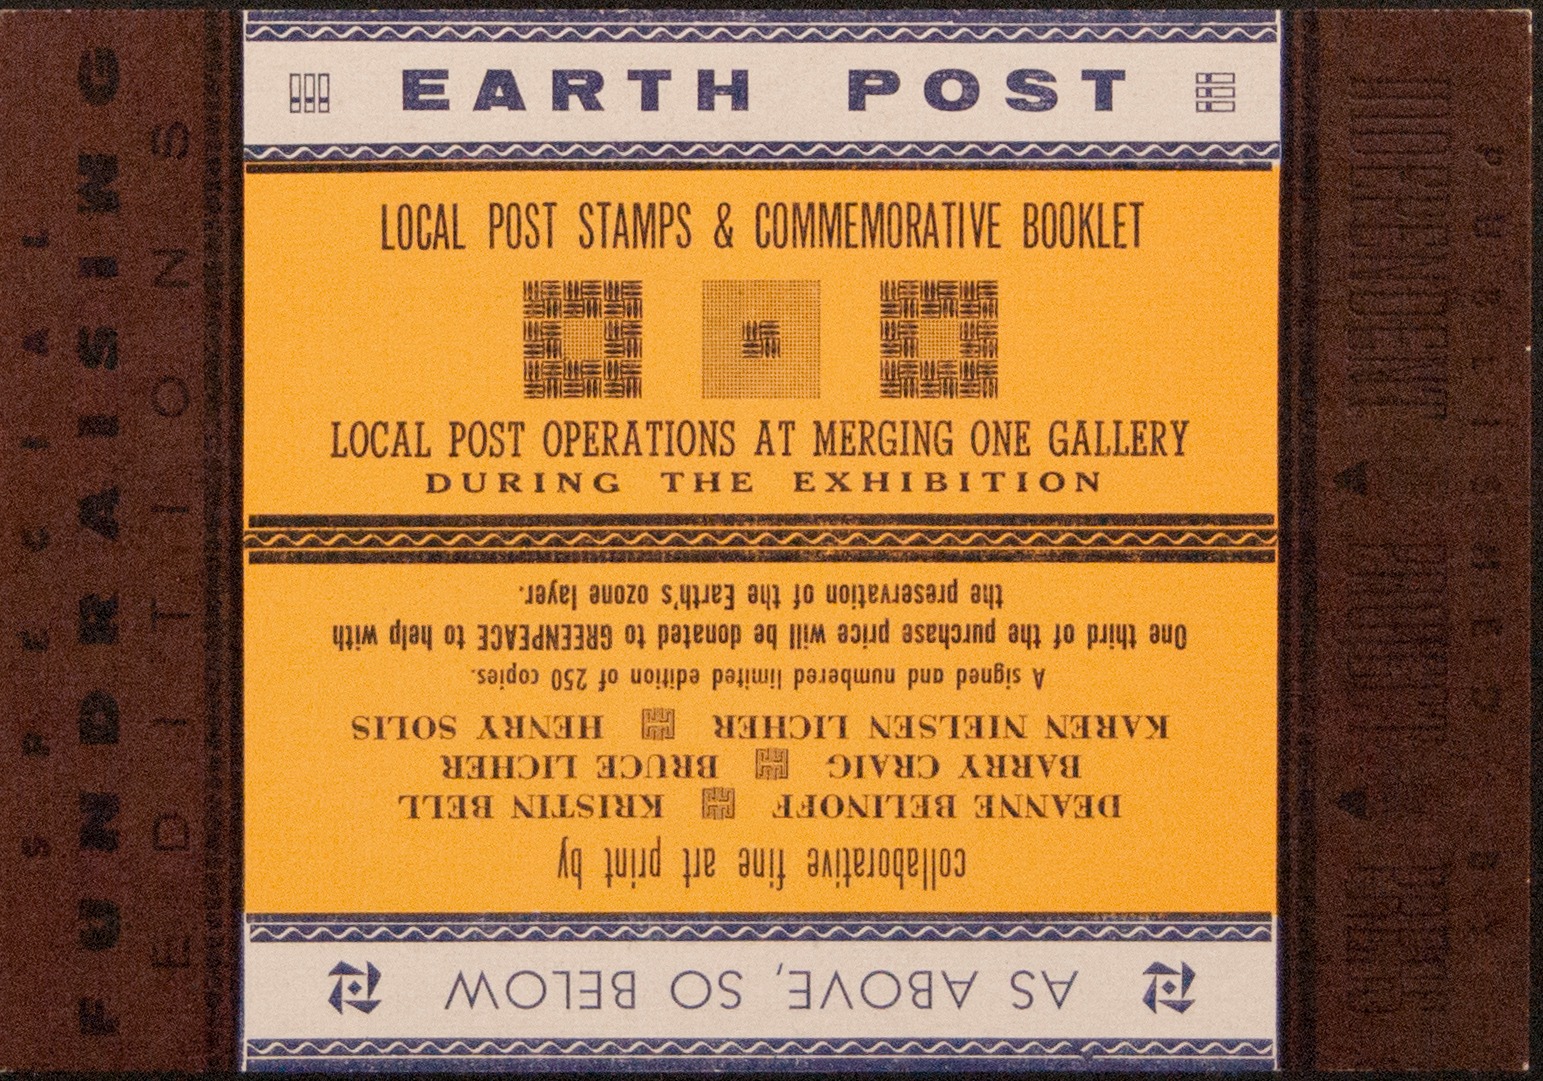 SPECIAL
FUNDRAISING
EDITIONS
EARTH POST
LOCAL POST STAMPS & COMMEMORATIVE BOOKLET
LOCAL POST OPERATIONS AT MERGING ONE GALLERY
DURING THE EXHIBITION
AS ABOVE, SO BELOW
collaborative fine art print by
DEANNE BELINOFF KRISTIN BELL
BARRY CRAIG BRUCE LICHER
KAREN NIELSEN LICHER HENRY SOLIS
A signed and numbered limited edition of 250 copies.
One third of the purchase price will be donated to GREENPEACE to help with
the preservation of the Earth's ozone layer.
INDEPENDENT